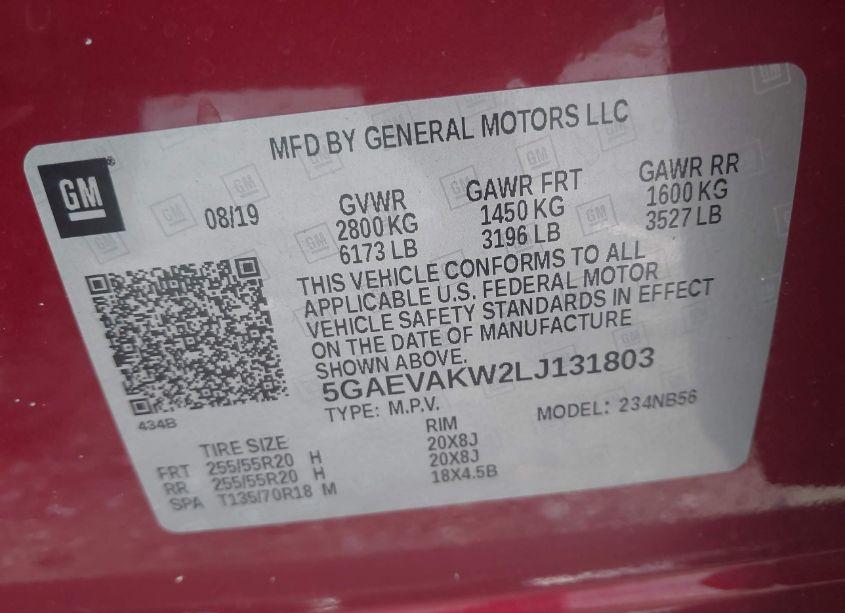 MFD BY GENERAL MOTORS LLC
GM
08/19
GVWR
2800 KG
6173 LB
GAWR FRT
1450 KG
3196 LB
GAWR RR
1600 KG
3527 LB
THIS VEHICLE CONFORMS TO ALL
APPLICABLE U.S. FEDERAL MOTOR
VEHICLE SAFETY STANDARDS IN EFFECT
ON THE DATE OF MANUFACTURE
SHOWN ABOVE.
5GAEVAKW2LJ131803
TYPE: M.P.V. MODEL: 234NB56
434B
TIRE SIZE RIM
FRT 255/55R20 H 20X8J
RR 255/55R20 H 20X8J
SPA T135/70R18 M 18X4.5B